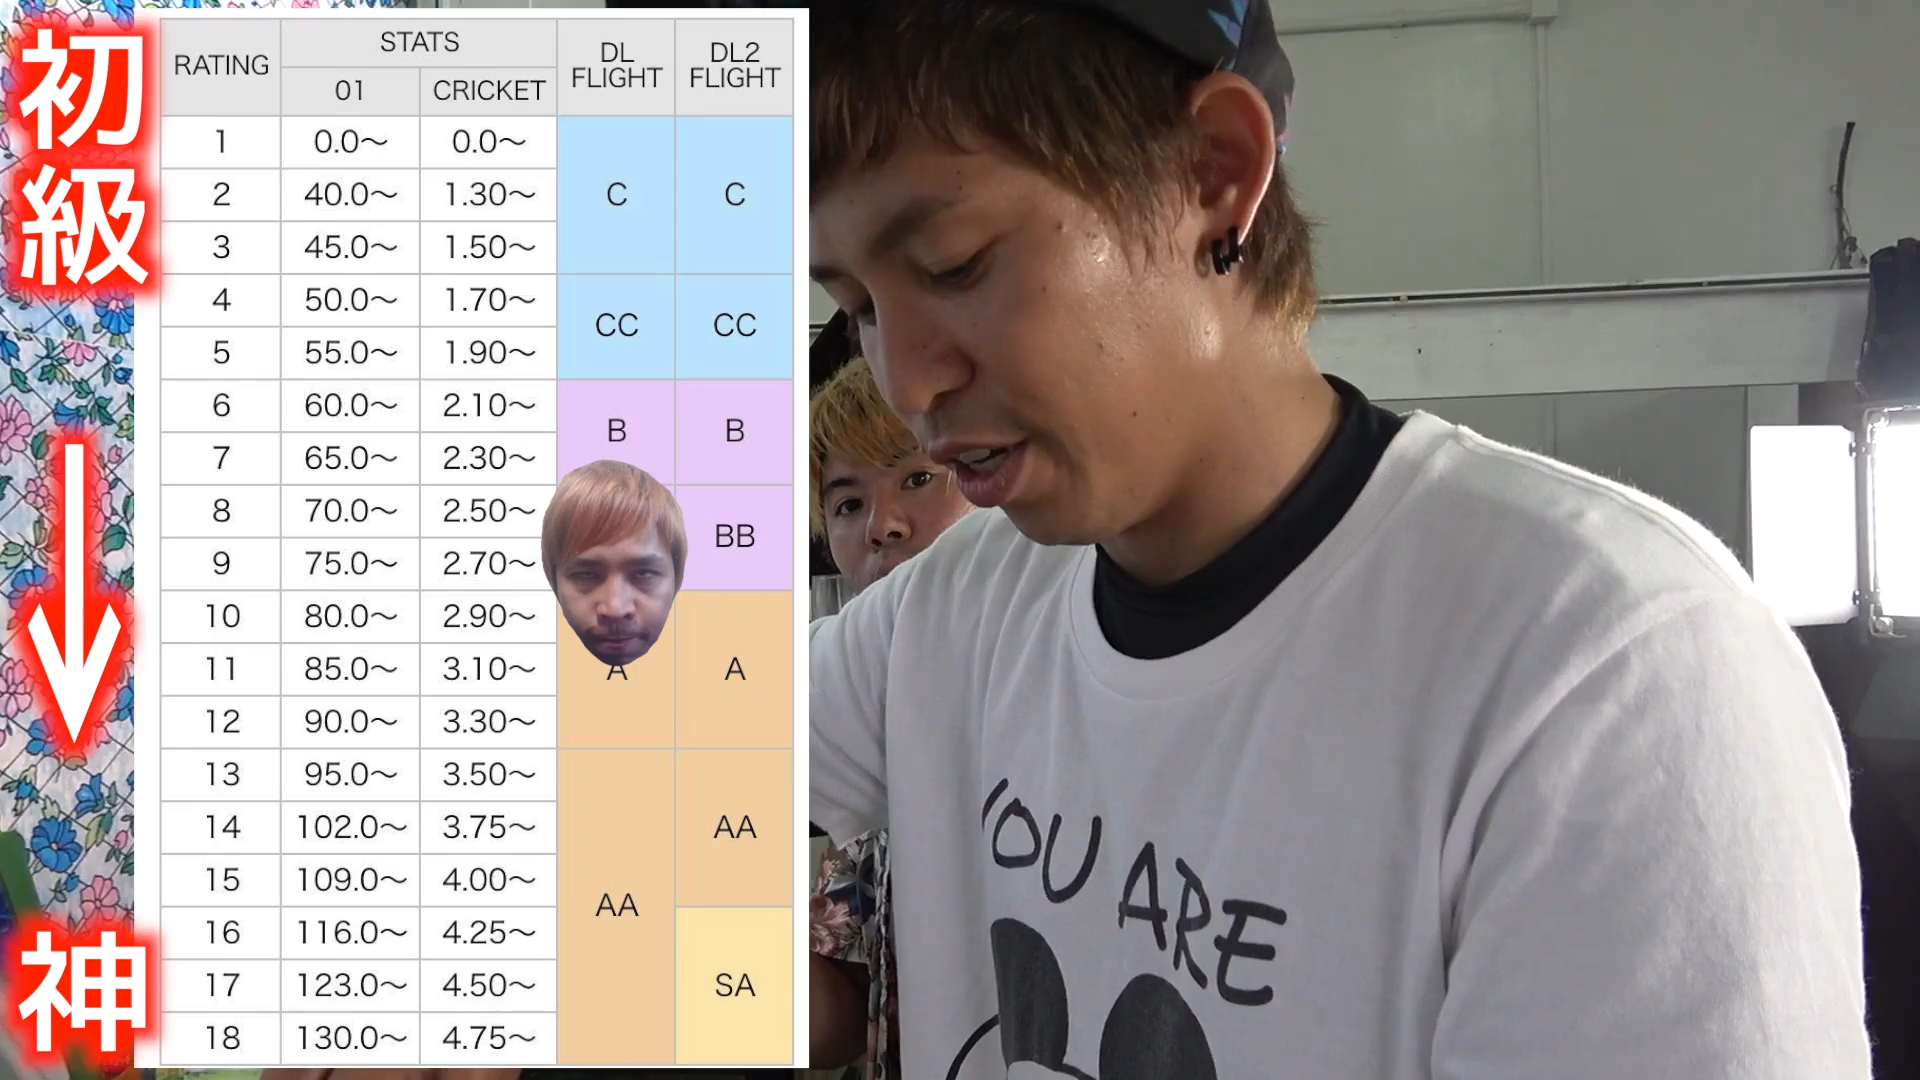 初級
神
RATING STATS DL FLIGHT DL2 FLIGHT
01 CRICKET
1 0.0〜 0.0〜 C C
2 40.0〜 1.30〜
3 45.0〜 1.50〜
4 50.0〜 1.70〜 CC CC
5 55.0〜 1.90〜
6 60.0〜 2.10〜 B B
7 65.0〜 2.30〜
8 70.0〜 2.50〜 BB
9 75.0〜 2.70〜
10 80.0〜 2.90〜 A A
11 85.0〜 3.10〜
12 90.0〜 3.30〜
13 95.0〜 3.50〜 AA AA
14 102.0〜 3.75〜
15 109.0〜 4.00〜
16 116.0〜 4.25〜 SA
17 123.0〜 4.50〜
18 130.0〜 4.75〜
YOU ARE